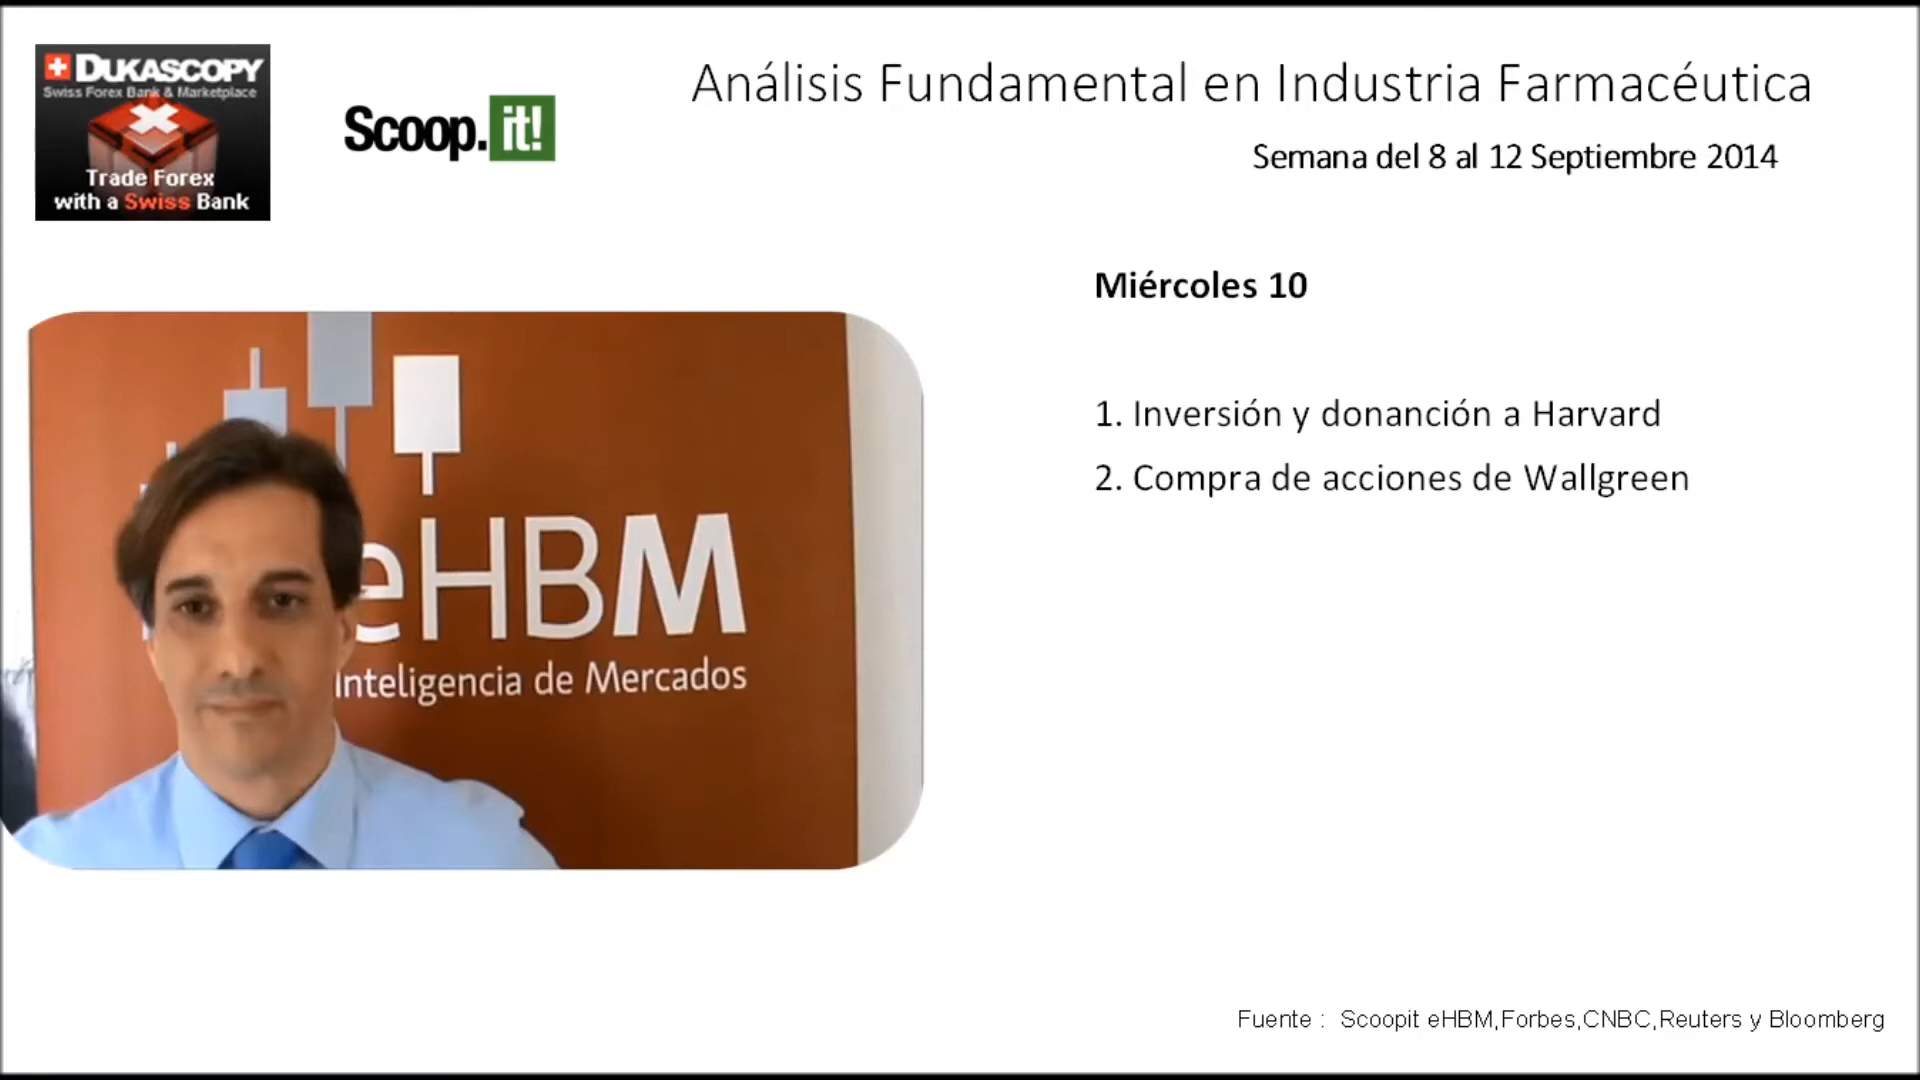 DUKASCOPY
Swiss Forex Bank & Marketplace
Trade Forex
with a Swiss Bank
Scoop.it!
Análisis Fundamental en Industria Farmacéutica
Semana del 8 al 12 Septiembre 2014
Miércoles 10
1. Inversión y donanción a Harvard
2. Compra de acciones de Wallgreen
eHBM
Inteligencia de Mercados
Fuente : Scoopit eHBM,Forbes,CNBC,Reuters y Bloomberg